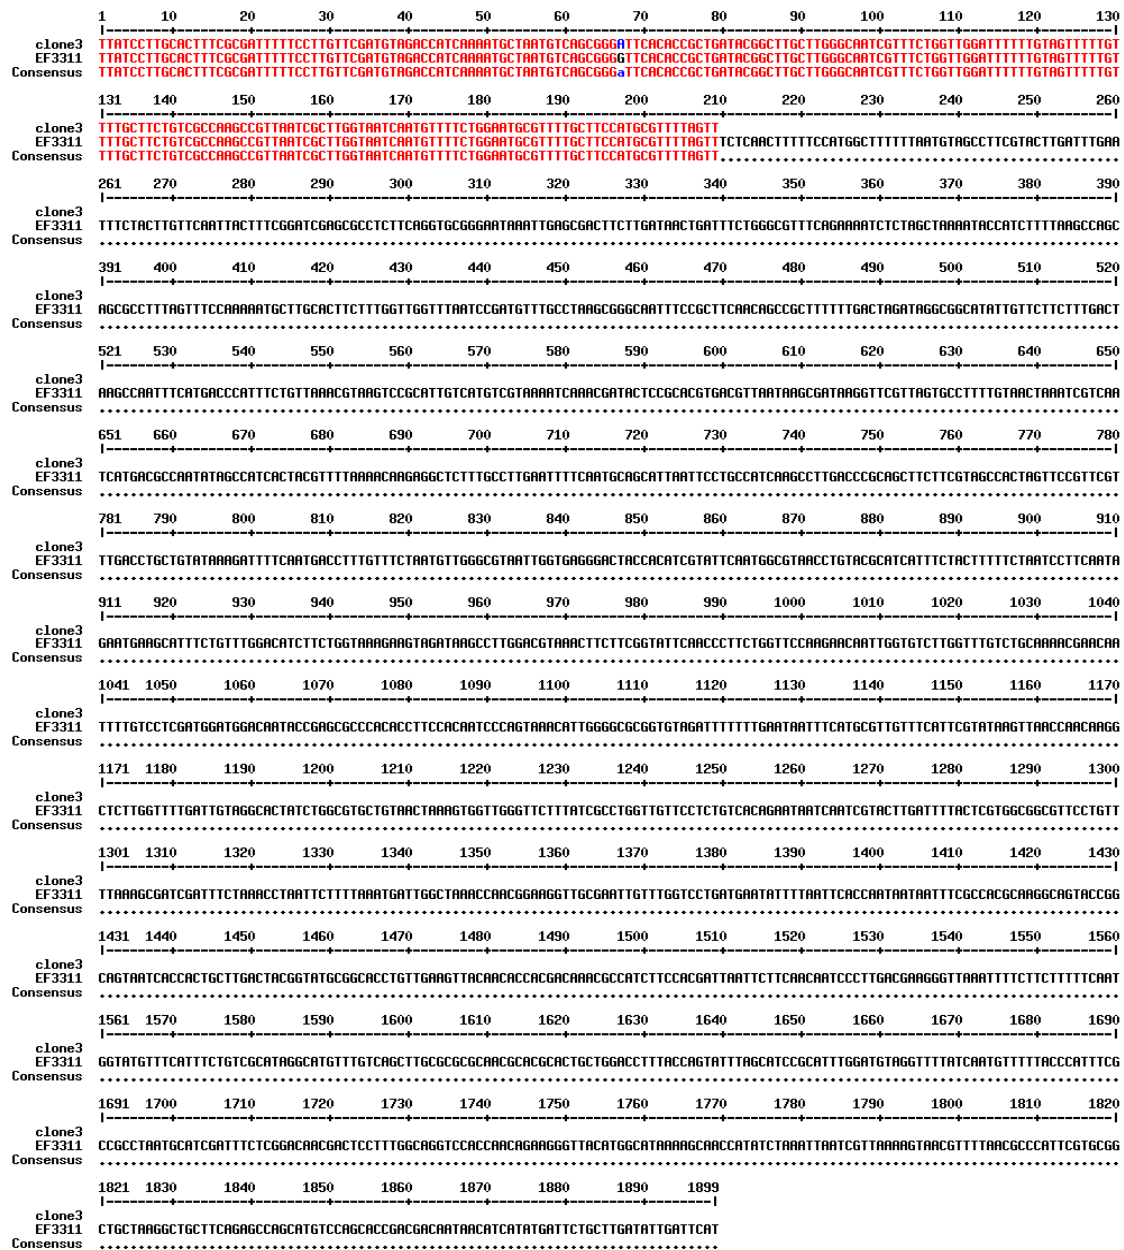 1 10 20 30 40 50 60 70 80 90 100 110 120 130
clone3 TTATCCTTGCACTTTCGCGATTTTTCCTTGTTCGATGTAGACCATCAAAATGCTAATGTCAGCGGGATTCACACCGCTGATACGGCTTGCTTGGGCAATCGTTTCTGGTTGGATTTTTTGTAGTTTTTGT
EF3311 TTATCCTTGCACTTTCGCGATTTTTCCTTGTTCGATGTAGACCATCAAAATGCTAATGTCAGCGGGGTTCACACCGCTGATACGGCTTGCTTGGGCAATCGTTTCTGGTTGGATTTTTTGTAGTTTTTGT
Consensus TTATCCTTGCACTTTCGCGATTTTTCCTTGTTCGATGTAGACCATCAAAATGCTAATGTCAGCGGGaTTCACACCGCTGATACGGCTTGCTTGGGCAATCGTTTCTGGTTGGATTTTTTGTAGTTTTTGT
131 140 150 160 170 180 190 200 210 220 230 240 250 260
clone3 TTTGCTTCTGTCGCCAAGCCGTTAATCGCTTGGTAATCAATGTTTTCTGGAATGCGTTTTGCTTCCATGCGTTTTAGTT
EF3311 TTTGCTTCTGTCGCCAAGCCGTTAATCGCTTGGTAATCAATGTTTTCTGGAATGCGTTTTGCTTCCATGCGTTTTAGTTTCTCAACTTTTTCCATGGCTTTTTTAATGTAGCCTTCGTACTTGATTTGAA
Consensus TTTGCTTCTGTCGCCAAGCCGTTAATCGCTTGGTAATCAATGTTTTCTGGAATGCGTTTTGCTTCCATGCGTTTTAGTT
261 270 280 290 300 310 320 330 340 350 360 370 380 390
clone3
EF3311 TTTCTACTTGTTCAATTACTTTCGGATCGAGCGCCTCTTCAGGTGCGGGAATAAATTGAGCGACTTCTTGATAACTGATTTCTGGGCGTTTCAGAAAATCTCTAGCTAAAATACCATCTTTTAAGCCAGC
Consensus
391 400 410 420 430 440 450 460 470 480 490 500 510 520
clone3
EF3311 AGCGCCTTTAGTTTCCAAAAATGCTTGCACTTCTTTGGTTGGTTTAATCCGATGTTTGCCTAAGCGGGCAATTTCCGCTTCAACAGCCGCTTTTTTGACTAGATAGGCGGCATATTGTTCTTCTTTGACT
Consensus
521 530 540 550 560 570 580 590 600 610 620 630 640 650
clone3
EF3311 AAGCCAATTTCATGACCCATTTCTGTTAAACGTAAGTCCGCATTGTCATGTCGTAAAATCAAACGATACTCCGCACGTGACGTTAATAAGCGATAAGGTTCGTTAGTGCCTTTTGTAACTAAATCGTCAA
Consensus
651 660 670 680 690 700 710 720 730 740 750 760 770 780
clone3
EF3311 TCATGACGCCAATATAGCCATCACTACGTTTTAAAACAAGAGGCTCTTTGCCTTGAATTTTCAATGCAGCATTAATTCCTGCCATCAAGCCTTGACCCGCAGCTTCTTCGTAGCCACTAGTTCCGTTCGT
Consensus
781 790 800 810 820 830 840 850 860 870 880 890 900 910
clone3
EF3311 TTGACCTGCTGTATAAAGATTTTCAATGACCTTTGTTTCTAATGTTGGGCGTAATTGGTGAGGGACTACCACATCGTATTCAATGGCGTAACCTGTACGCATCATTTCTACTTTTTCTAATCCTTCAATA
Consensus
911 920 930 940 950 960 970 980 990 1000 1010 1020 1030 1040
clone3
EF3311 GAATGAAGCATTTCTGTTTGGACATCTTCTGGTAAAGAAGTAGATAAGCCTTGGACGTAAACTTCTTCGGTATTCAACCCTTCTGGTTCCAAGAACAATTGGTGTCTTGGTTTGTCTGCAAAACGAACAA
Consensus
1041 1050 1060 1070 1080 1090 1100 1110 1120 1130 1140 1150 1160 1170
clone3
EF3311 TTTTGTCCTCGATGGATGGACAATACCGAGCGCCCACACCTTCCACAATCCCAGTAAACATTGGGGCGCGGTGTAGATTTTTTTGAATAATTTCATGCGTTGTTTCATTCGTATAAGTTAACCAACAAGG
Consensus
1171 1180 1190 1200 1210 1220 1230 1240 1250 1260 1270 1280 1290 1300
clone3
EF3311 CTCTTGGTTTTGATTGTAGGCACTATCTGGCGTGCTGTAACTAAAGTGGTTGGGTTCTTTATCGCCTGGTTGTTCCTCTGTCACAGAATAATCAATCGTACTTGATTTTACTCGTGGCGGCGTTCCTGTT
Consensus
1301 1310 1320 1330 1340 1350 1360 1370 1380 1390 1400 1410 1420 1430
clone3
EF3311 TTAAAGCGATCGATTTCTAAACCTAATTCTTTTAAATGATTGGCTAAACCAACGGAAGGTTGCGAATTGTTTGGTCCTGATGAATATTTTAATTCACCAATAATAATTTCGCCACGCAAGGCAGTACCGG
Consensus
1431 1440 1450 1460 1470 1480 1490 1500 1510 1520 1530 1540 1550 1560
clone3
EF3311 CAGTAATCACCACTGCTTGACTACGGTATGCGGCACCTGTTGAAGTTACAACACCACGACAAACGCCATCTTCCACGATTAATTCTTCAACAATCCCTTGACGAAGGGTTAAATTTTCTTCTTTTTCAAT
Consensus
1561 1570 1580 1590 1600 1610 1620 1630 1640 1650 1660 1670 1680 1690
clone3
EF3311 GGTATGTTTCATTTCTGTCGCATAGGCATGTTTGTCAGCTTGCGCGCGCAACGCACGCACTGCTGGACCTTTACCAGTATTTAGCATCCGCATTTGGATGTAGGTTTTATCAATGTTTTTACCCATTTCG
Consensus
1691 1700 1710 1720 1730 1740 1750 1760 1770 1780 1790 1800 1810 1820
clone3
EF3311 CCGCCTAATGCATCGATTTCTCGGACAACGACTCCTTTGGCAGGTCCACCAACAGAAGGGTTACATGGCATAAAAGCAACCATATCTAAATTAATCGTTAAAAGTAACGTTTTAACGCCCATTCGTGCGG
Consensus
1821 1830 1840 1850 1860 1870 1880 1890 1899
clone3
EF3311 CTGCTAAGGCTGCTTCAGAGCCAGCATGTCCAGCACCGACGACAATAACATCATATGATTCTGCTTGATATTGATTCAT
Consensus